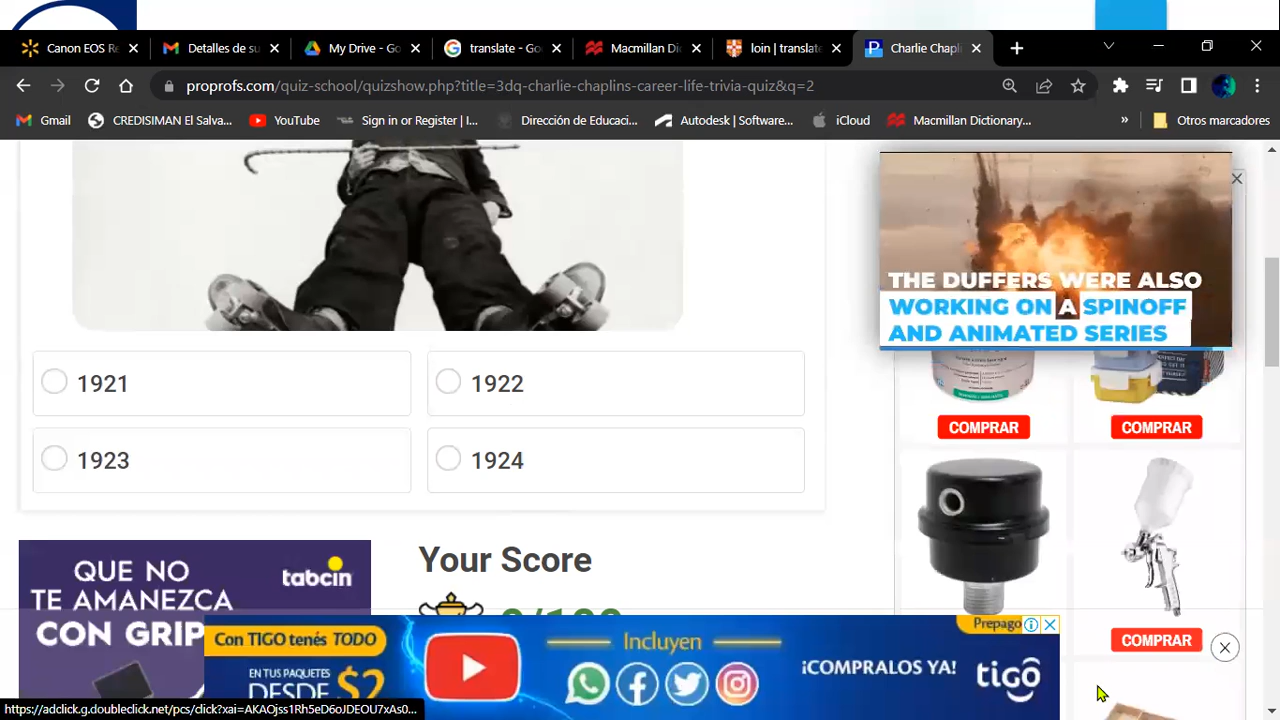 Canon EOS Re
Detalles de su
My Drive - Go
translate - Go
Macmillan Dic
loin | translate
Charlie Chapl
proprofs.com/quiz-school/quizshow.php?title=3dq-charlie-chaplins-career-life-trivia-quiz&q=2
Gmail
CREDISIMAN El Salva...
YouTube
Sign in or Register | I...
Dirección de Educaci...
Autodesk | Software...
iCloud
Macmillan Dictionary...
»
Otros marcadores
THE DUFFERS WERE ALSO
WORKING ON A SPINOFF
AND ANIMATED SERIES
1921
1922
1923
1924
COMPRAR
COMPRAR
COMPRAR
QUE NO
TE AMANEZCA
CON GRIP
tabcin
Your Score
Con TIGO tenés TODO
EN TUS PAQUETES
DESDE $2
Incluyen
¡COMPRALOS YA!
Prepago
tigo
https://adclick.g.doubleclick.net/pcs/click?xai=AKAOjss1Rh5eD6oJDEOU7xAs0...